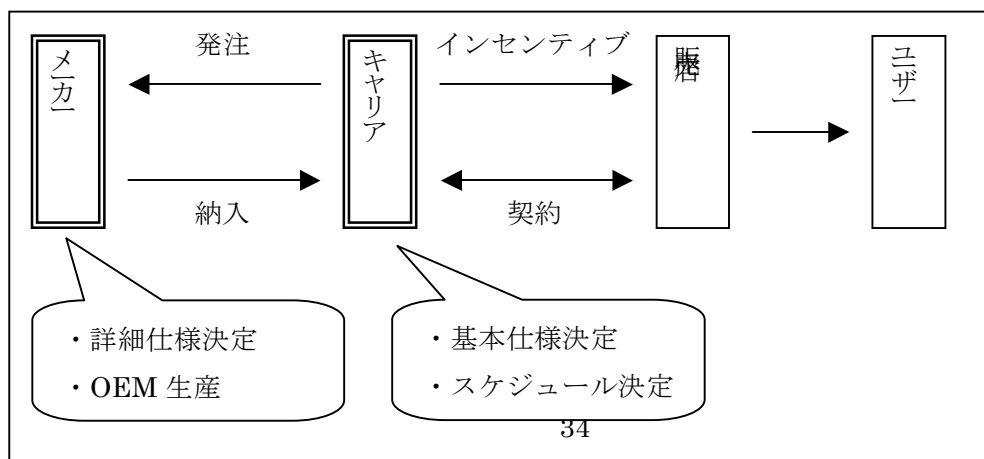 メーカー
発注
納入
キャリア
インセンティブ
契約
販売店
ユーザー
・詳細仕様決定
・OEM 生産
・基本仕様決定
・スケジュール決定
34